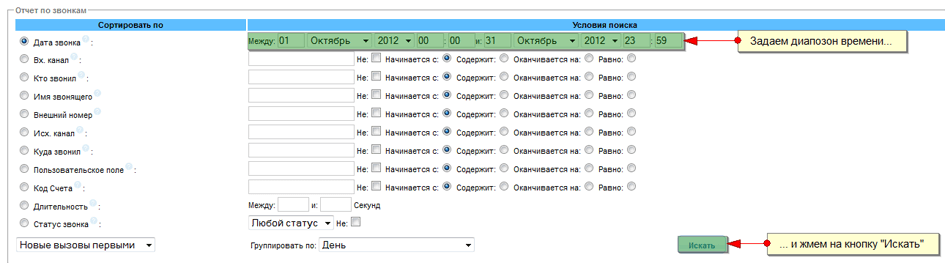 Отчет по звонкам
Сортировать по Условия поиска
Дата звонка : Между: 01 Октябрь 2012 00 : 00 и: 31 Октябрь 2012 23 : 59 Задаем диапозон времени...
Вх. канал : Не: Начинается с: Содержит: Оканчивается на: Равно:
Кто звонил : Не: Начинается с: Содержит: Оканчивается на: Равно:
Имя звонящего Не: Начинается с: Содержит: Оканчивается на: Равно:
Внешний номер Не: Начинается с: Содержит: Оканчивается на: Равно:
Исх. канал : Не: Начинается с: Содержит: Оканчивается на: Равно:
Куда звонил : Не: Начинается с: Содержит: Оканчивается на: Равно:
Пользовательское поле : Не: Начинается с: Содержит: Оканчивается на: Равно:
Код Счета : Не: Начинается с: Содержит: Оканчивается на: Равно:
Длительность : Между: и: Секунд
Статус звонка : Любой статус Не:
Новые вызовы первыми Группировать по: День Искать ... и жмем на кнопку "Искать"